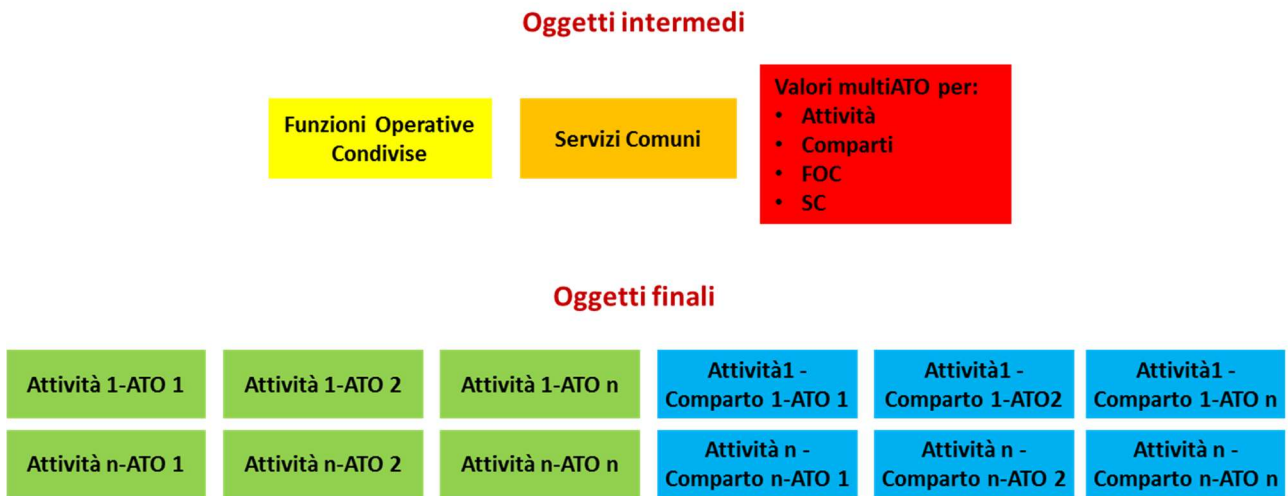 Oggetti intermedi
Funzioni Operative
Condivise
Servizi Comuni
Valori multiATO per:
• Attività
• Comparti
• FOC
• SC
Oggetti finali
Attività 1-ATO 1
Attività 1-ATO 2
Attività 1-ATO n
Attività1 -
Comparto 1-ATO 1
Attività1 -
Comparto 1-ATO2
Attività1 -
Comparto 1-ATO n
Attività n-ATO 1
Attività n-ATO 2
Attività n-ATO n
Attività n -
Comparto n-ATO 1
Attività n -
Comparto n-ATO 2
Attività n -
Comparto n-ATO n